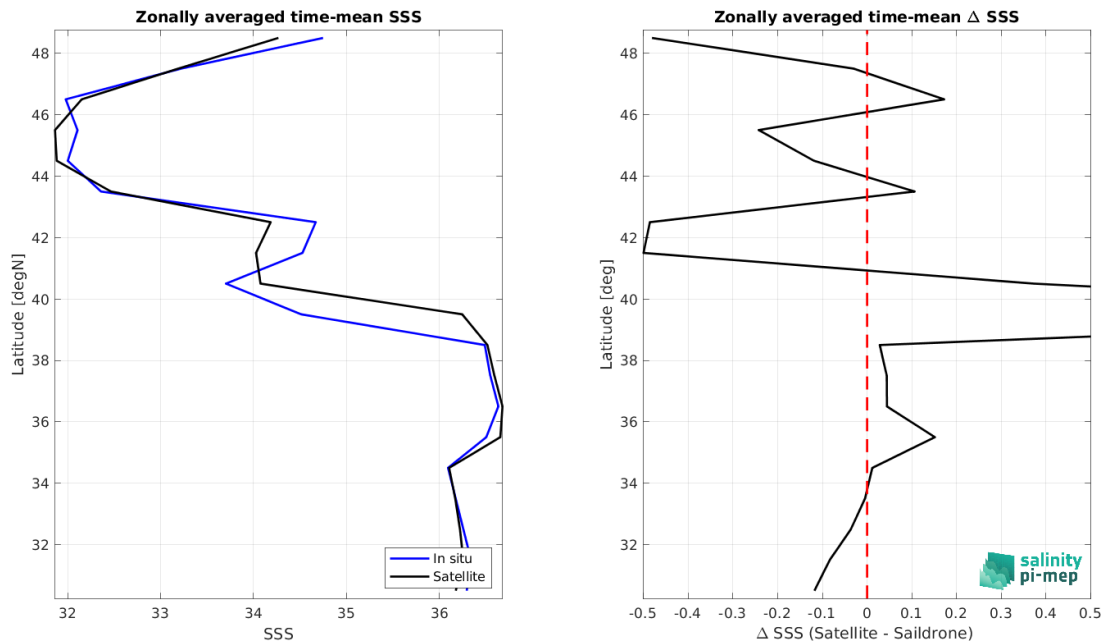 Zonally averaged time-mean SSS
48
46
44
42
40
38
36
34
32
Latitude [degN]
In situ
Satellite
32
33
34
35
36
SSS
Zonally averaged time-mean Δ SSS
48
46
44
42
40
38
36
34
32
Latitude [deg]
salinity
pi-mep
-0.5 -0.4 -0.3 -0.2 -0.1 0 0.1 0.2 0.3 0.4 0.5
Δ SSS (Satellite - Saildrone)